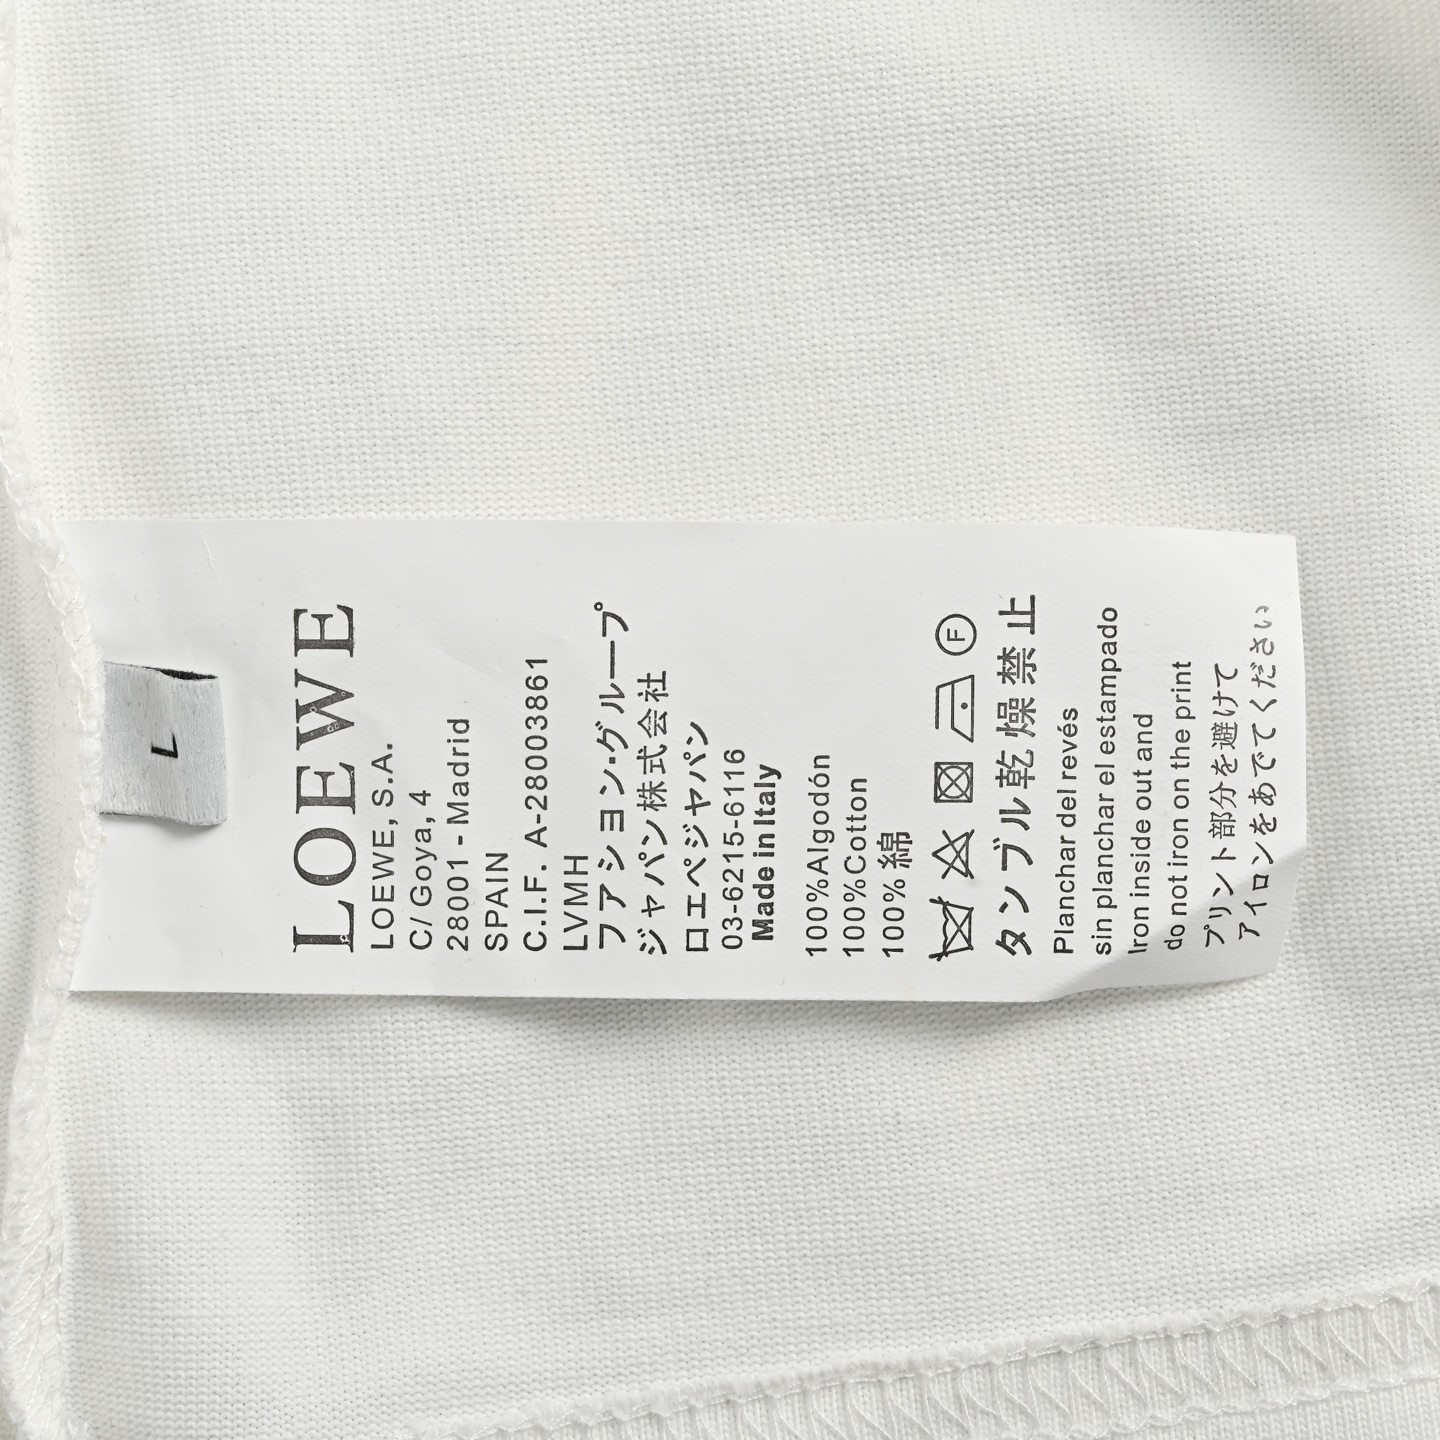 L
LOEWE
LOEWE, S.A.
C/ Goya, 4
28001 - Madrid
SPAIN
C.I.F. A-28003861
LVMH
フアション·グループ
ジャパン株式会社
ロエベジャパン
03-6215-6116
Made in Italy
100%Algodón
100%Cotton
100%綿
F
タンブル乾燥禁止
Planchar del revés
sin planchar el estampado
Iron inside out and
do not iron on the print
プリント部分を避けて
アイロンをあでてください